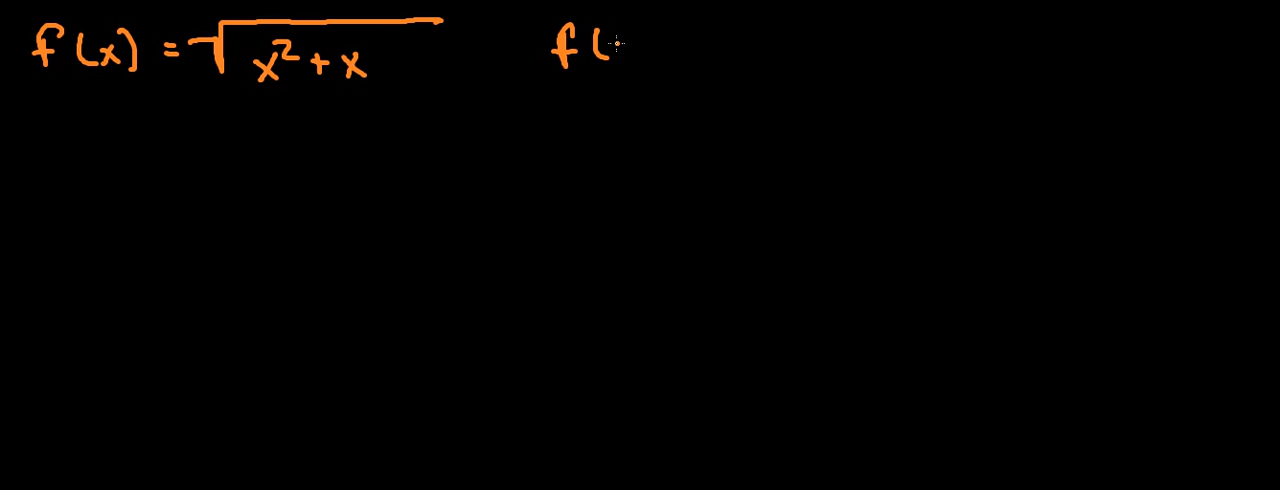 f(x) = √(x² + x)    f(